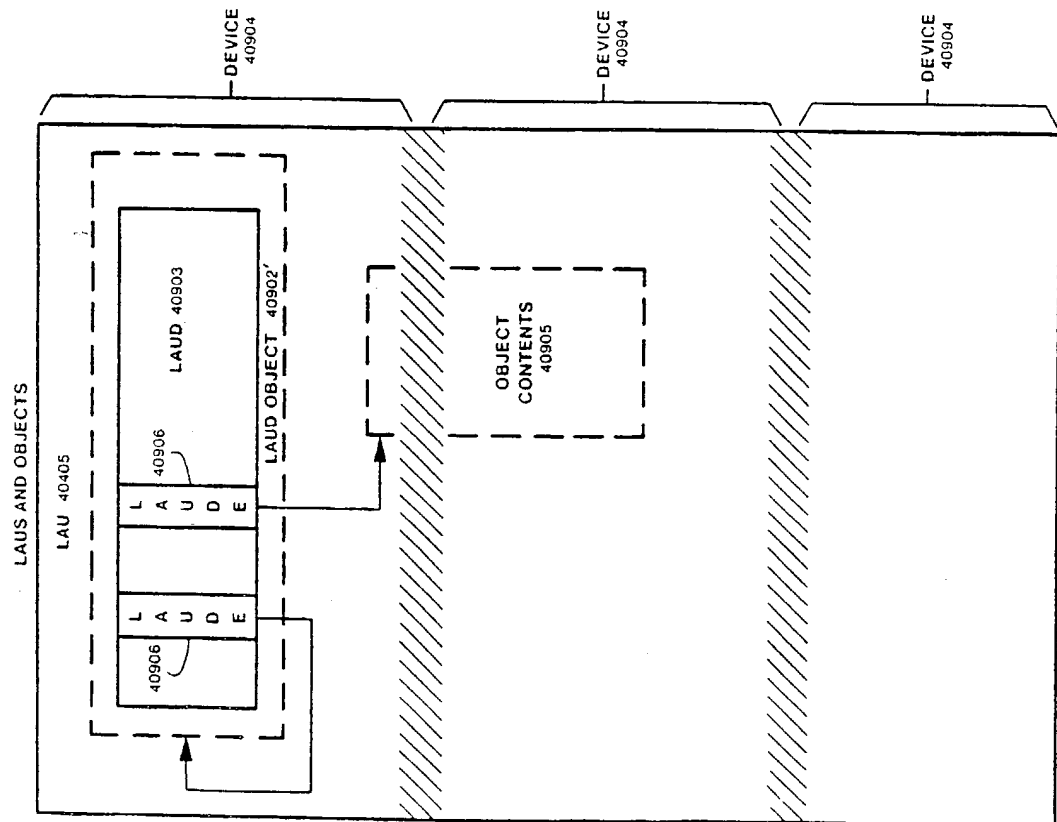 LAUS AND OBJECTS
LAU 40405
LAUD 40903
LAUD OBJECT 40902'
40906
L A U D E
40906
L A U D E
OBJECT
CONTENTS
40905
DEVICE
40904
DEVICE
40904
DEVICE
40904